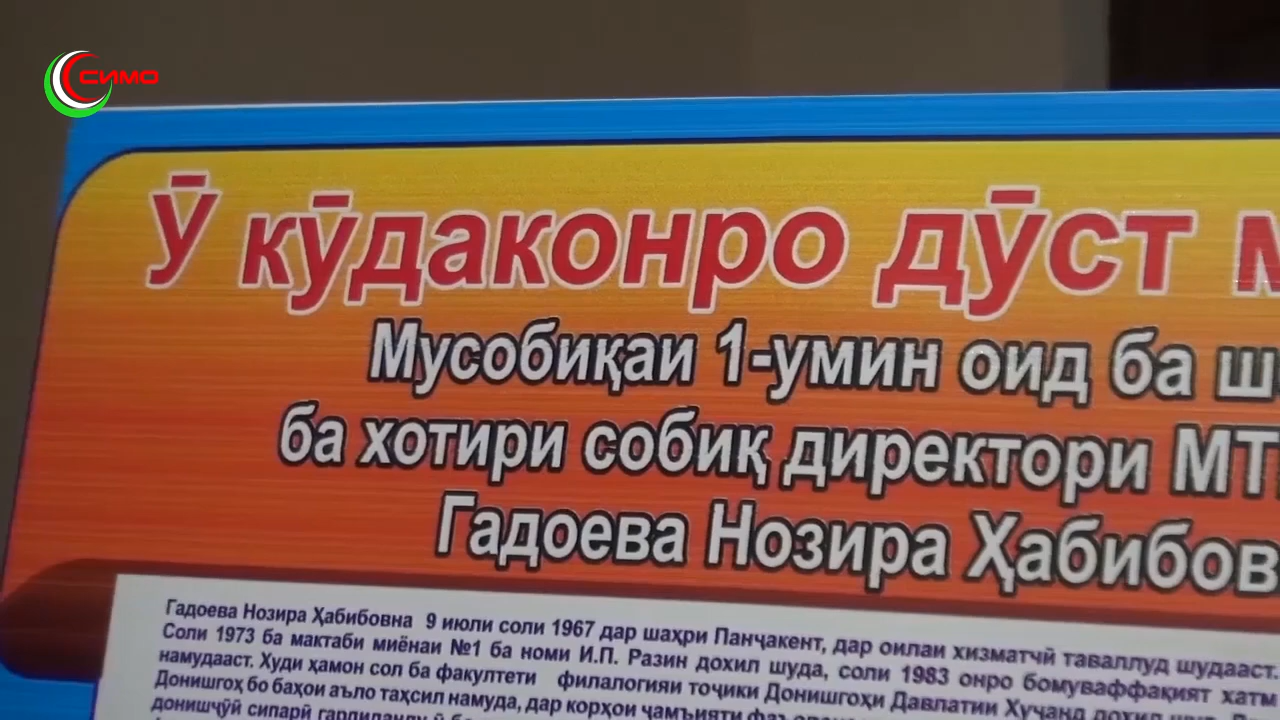 СИМО
Ӯ кӯдаконро дӯст
Мусобиқаи 1-умин оид ба
ба хотири собиқ директори
Гадоева Нозира Ҳабибов
Гадоева Нозира Ҳабибовна 9 июли соли 1967 дар шаҳри Панҷакент, дар оилаи хизматчӣ таваллуд шудааст.
Соли 1973 ба мактаби миёнаи №1 ба номи И.П. Разин дохил шуда, соли 1983 онро бомуваффақият хатм
намудааст. Худи ҳамон сол ба факултети филалогияи тоҷики Донишгоҳи Давлатии Хуҷанд дохил
Донишгоҳ бо баҳои аъло таҳсил намуда, дар корҳои ҷамъияти
донишҷӯӣ сипарӣ